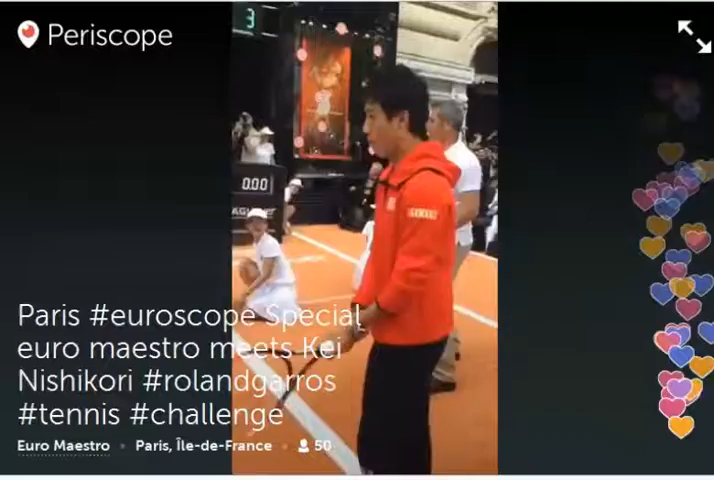 Periscope
3
0.00
Paris #euroscope Special
euro maestro meets Kei
Nishikori #rolandgarros
#tennis #challenge
Euro Maestro • Paris, Île-de-France • 50